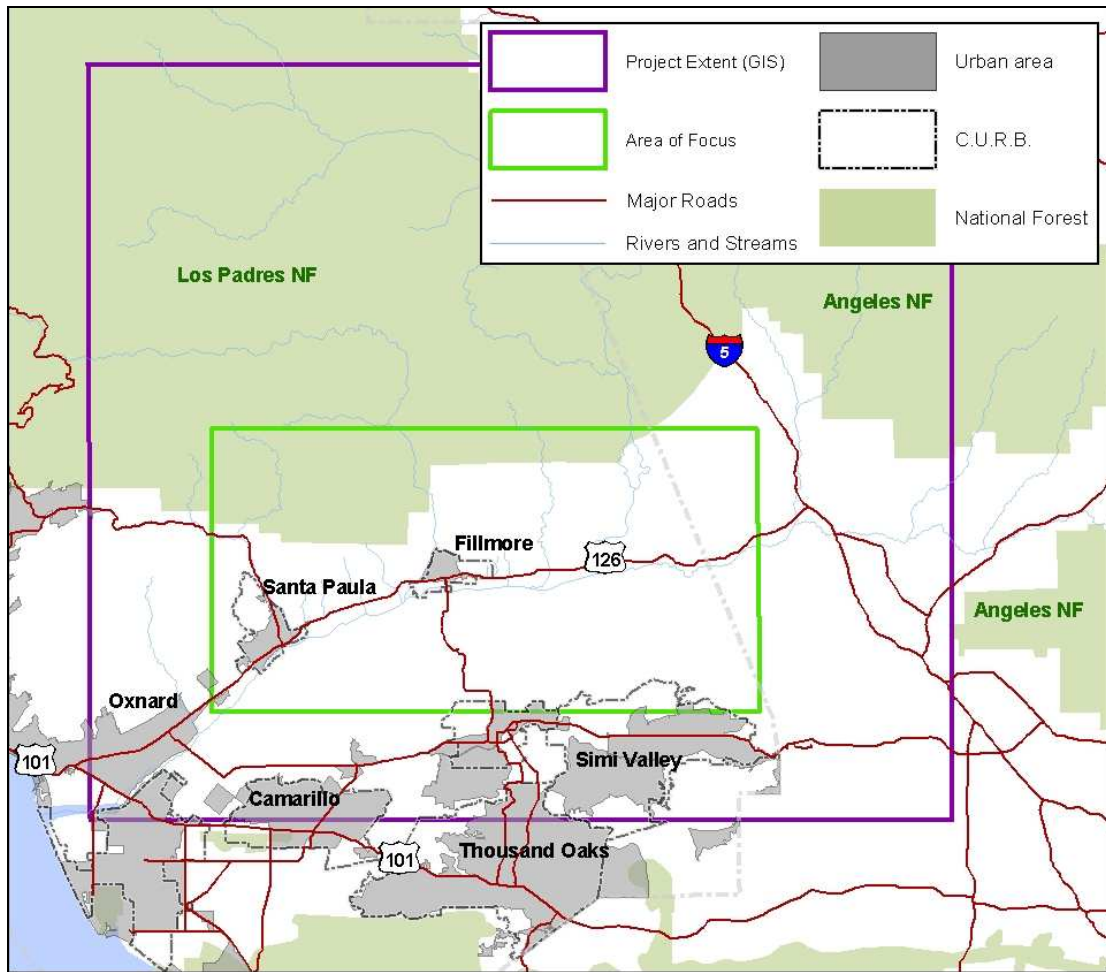 Project Extent (GIS)
Urban area
Area of Focus
C.U.R.B.
Major Roads
National Forest
Rivers and Streams
Los Padres NF
Angeles NF
5
Fillmore
126
Santa Paula
Angeles NF
Oxnard
101
Simi Valley
Camarillo
101
Thousand Oaks